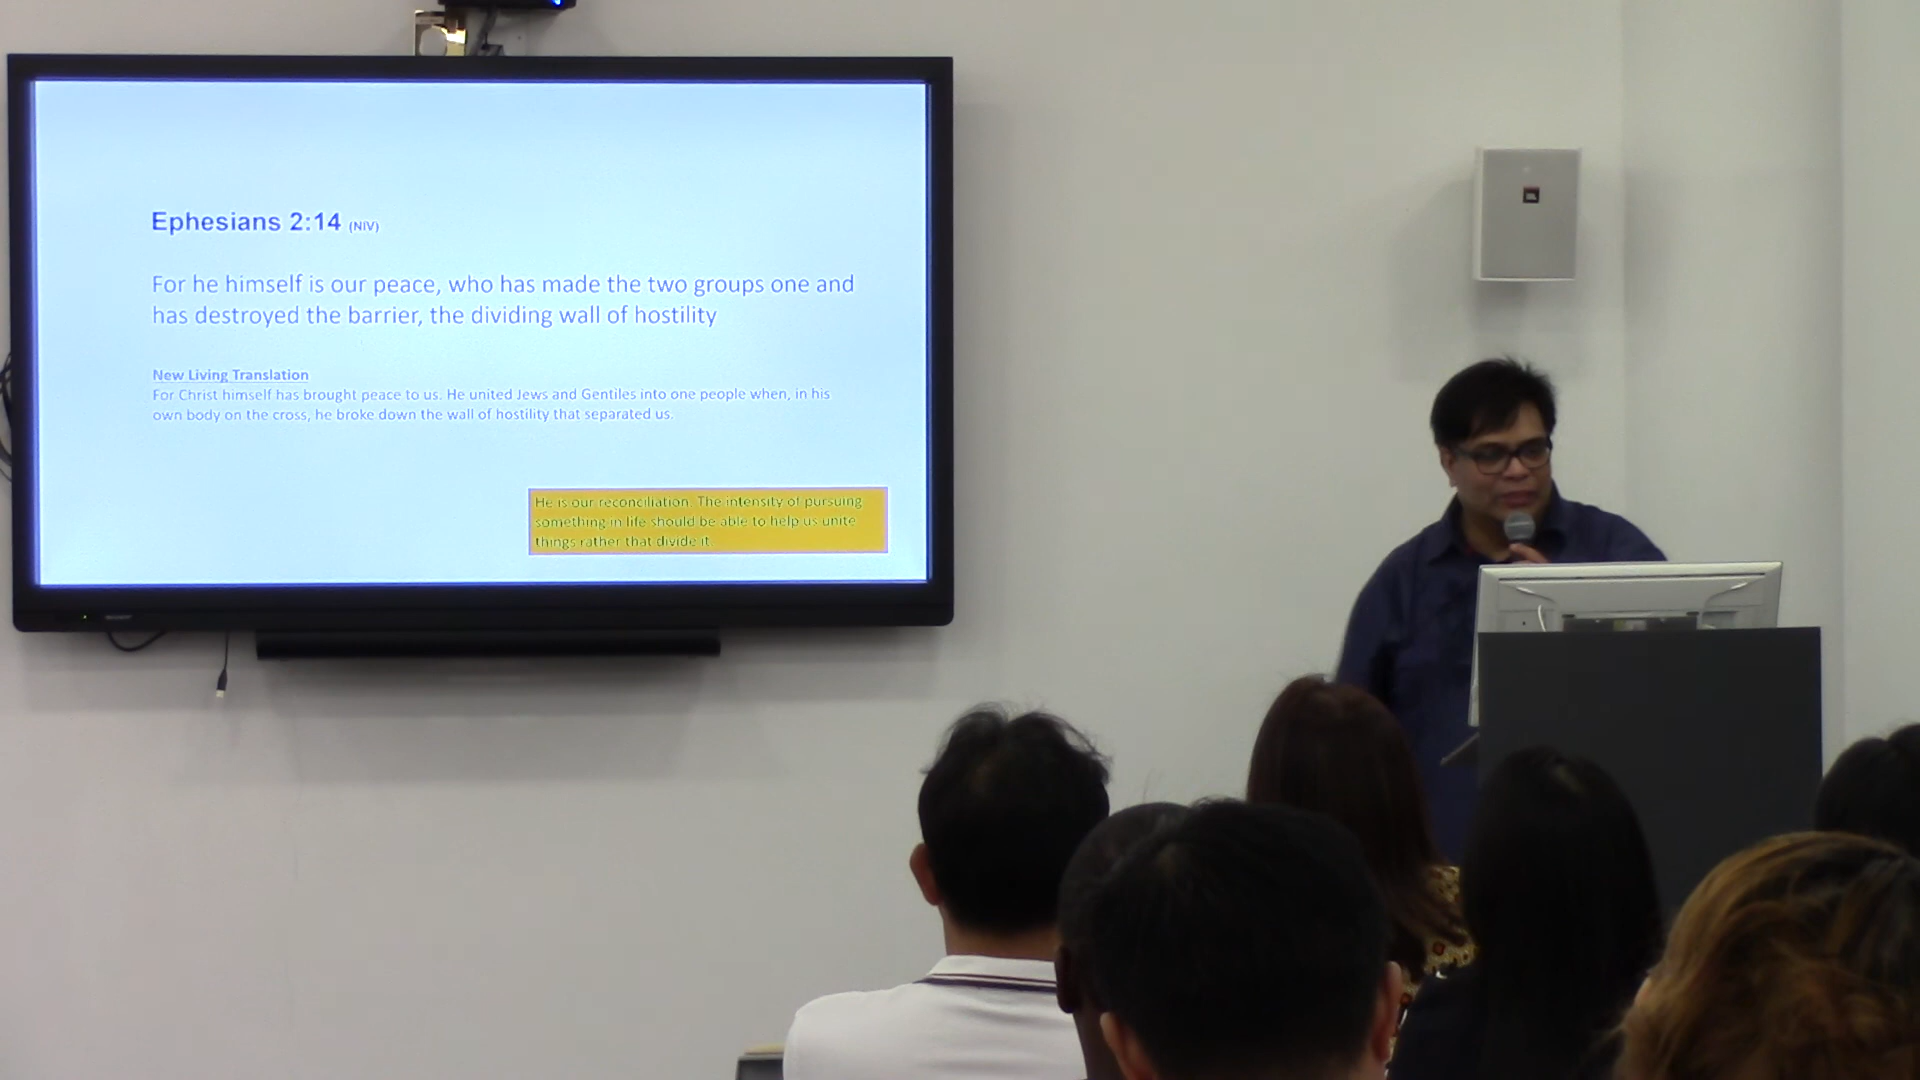 Ephesians 2:14 (NIV)
For he himself is our peace, who has made the two groups one and
has destroyed the barrier, the dividing wall of hostility
New Living Translation
For Christ himself has brought peace to us. He united Jews and Gentiles into one people when, in his
own body on the cross, he broke down the wall of hostility that separated us.
He is our reconciliation. The intensity of pursuing
something in life should be able to help us unite
things rather that divide it.
JBL